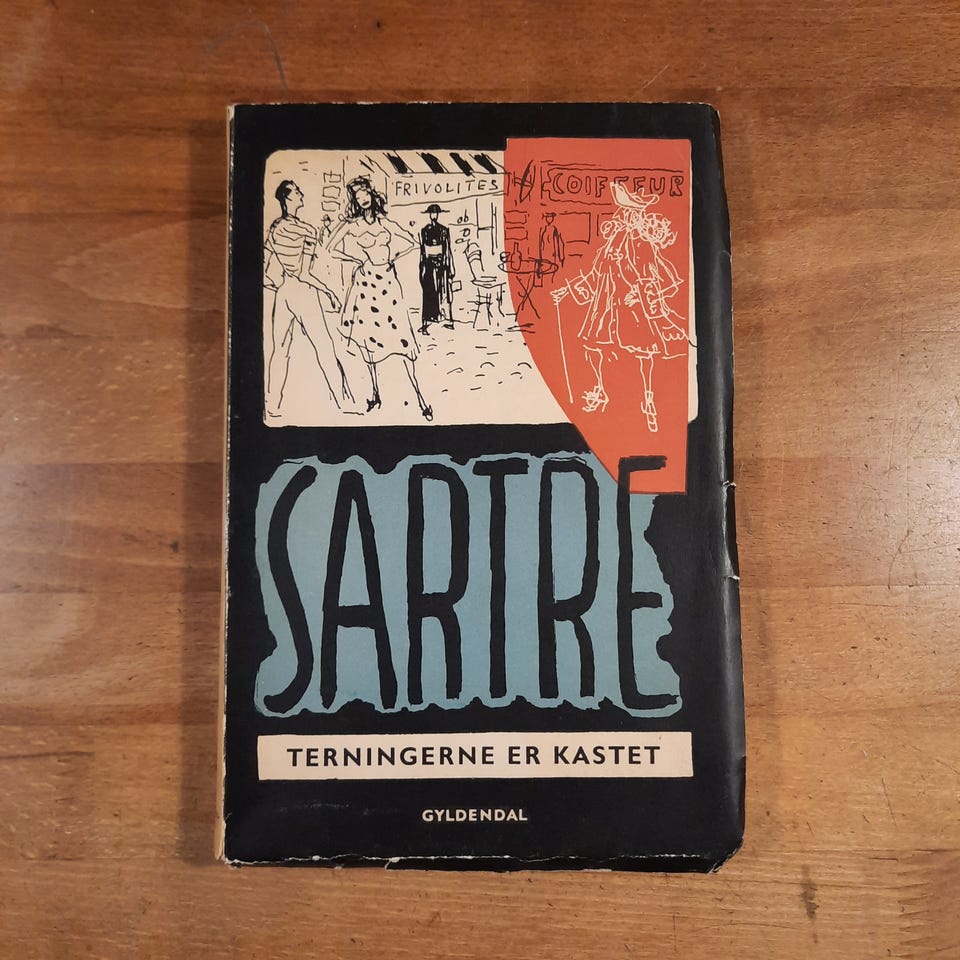 FRIVOLITES
COIFFEUR
SARTRE
TERNINGERNE ER KASTET
GYLDENDAL